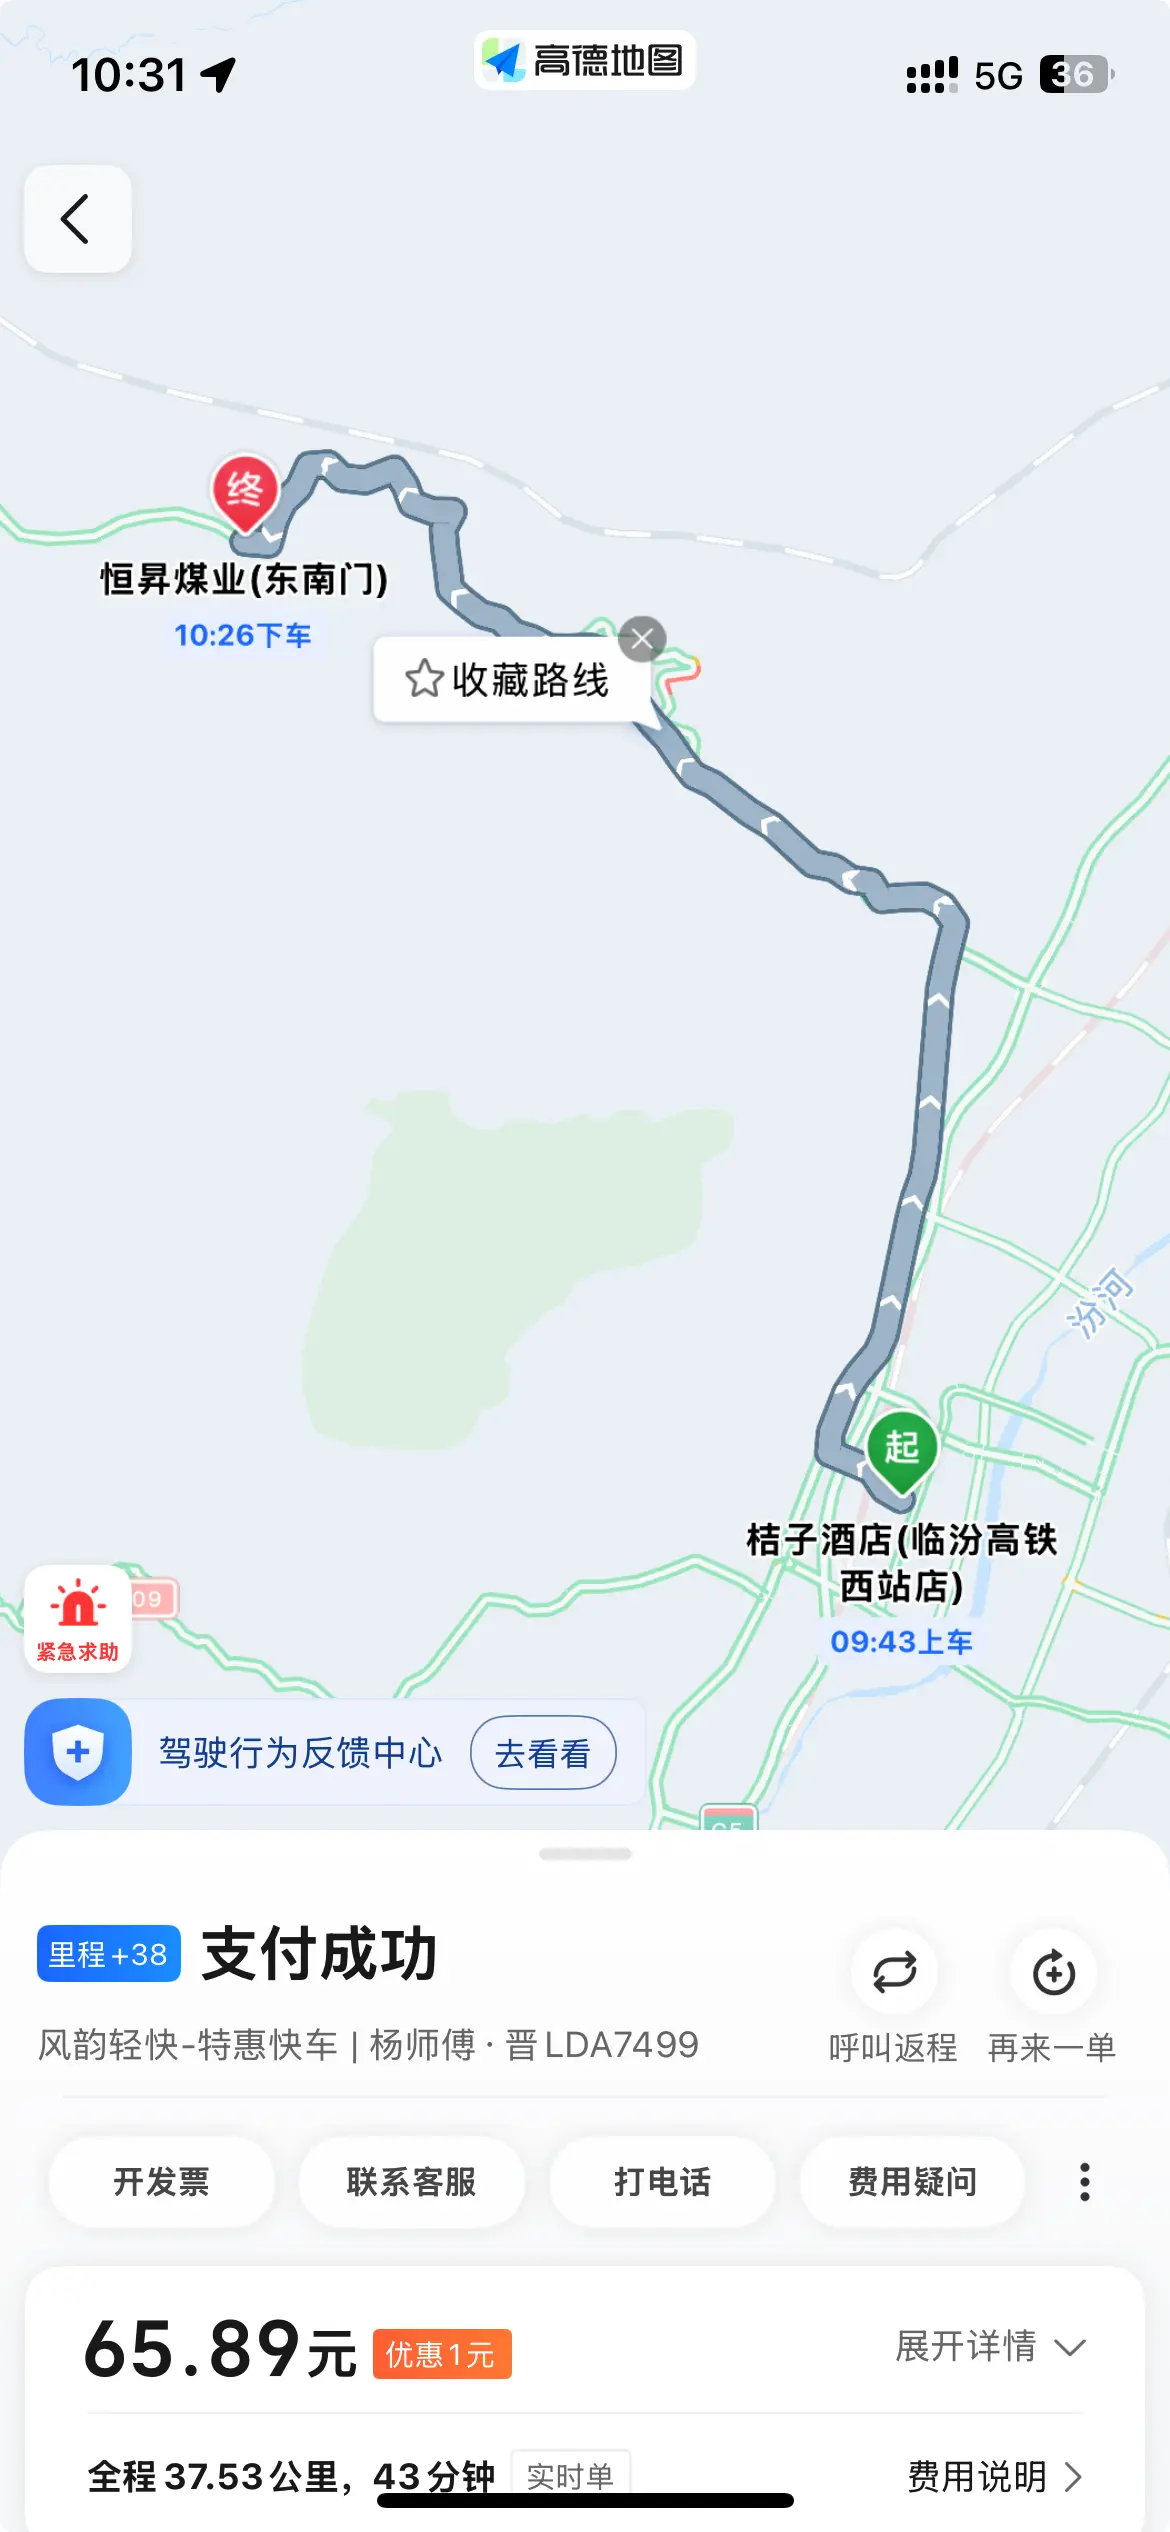 10:31
高德地图
5G
36
终
恒昇煤业(东南门)
10:26下车
收藏路线
汾河
起
桔子酒店(临汾高铁
西站店)
09:43上车
09
紧急求助
驾驶行为反馈中心
去看看
G5
里程+38
支付成功
风韵轻快-特惠快车 | 杨师傅 · 晋LDA7499
呼叫返程
再来一单
开发票
联系客服
打电话
费用疑问
65.89元
优惠1元
展开详情
全程37.53公里，43分钟
实时单
费用说明